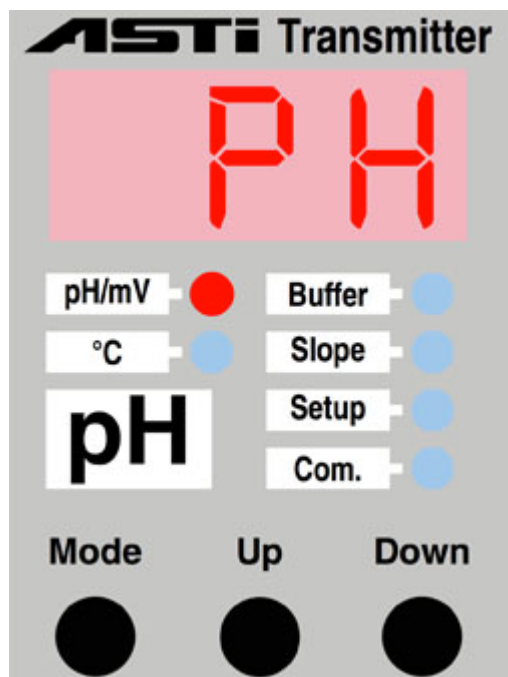 ASTi Transmitter
PH
pH/mV Buffer
°C Slope
pH Setup
Com.
Mode Up Down